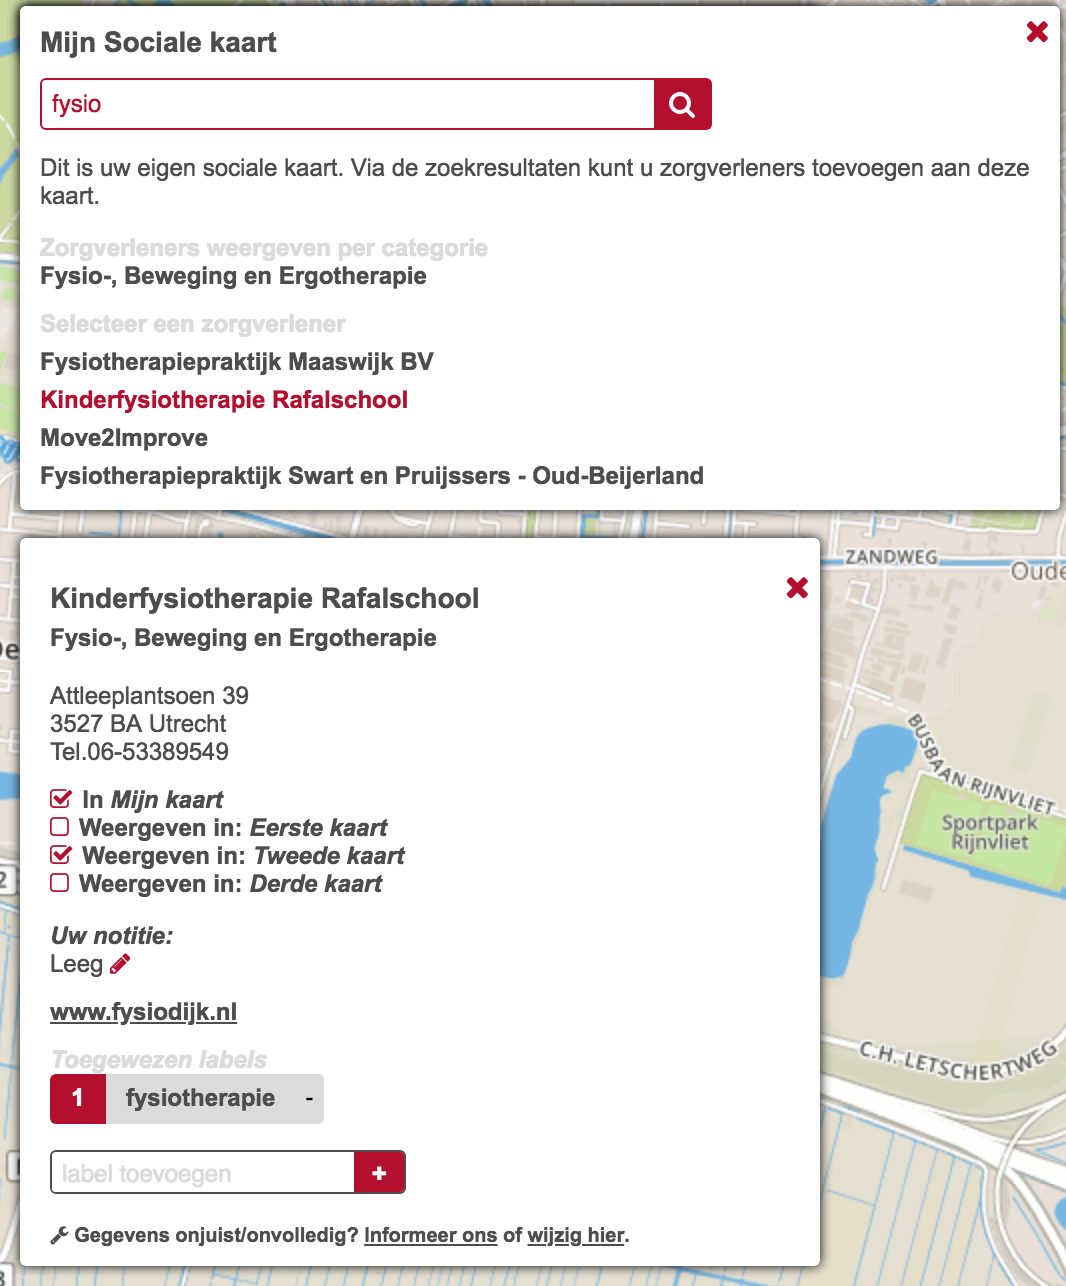 Mijn Sociale kaart
fysio
Dit is uw eigen sociale kaart. Via de zoekresultaten kunt u zorgverleners toevoegen aan deze
kaart.
Zorgverleners weergeven per categorie
Fysio-, Beweging en Ergotherapie
Selecteer een zorgverlener
Fysiotherapiepraktijk Maaswijk BV
Kinderfysiotherapie Rafalschool
Move2Improve
Fysiotherapiepraktijk Swart en Pruijssers - Oud-Beijerland
ZANDWEG
Oude
Kinderfysiotherapie Rafalschool
Fysio-, Beweging en Ergotherapie
Attleeplantsoen 39
3527 BA Utrecht
Tel.06-53389549
In Mijn kaart
Weergeven in: Eerste kaart
Weergeven in: Tweede kaart
Weergeven in: Derde kaart
BUSBAAN RIJNVLIET
Sportpark
Rijnvliet
Uw notitie:
Leeg
www.fysiodijk.nl
Toegewezen labels
1 fysiotherapie -
C.H. LETSCHERTWEG
label toevoegen +
Gegevens onjuist/onvolledig? Informeer ons of wijzig hier.